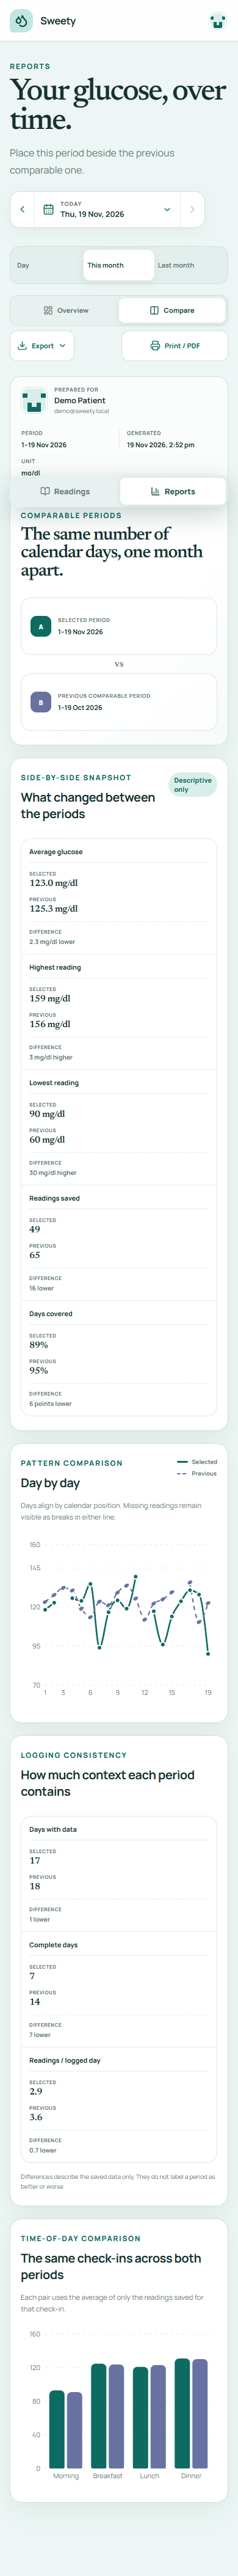 Sweety
REPORTS
Your glucose, over
time.
Place this period beside the previous
comparable one.
TODAY
Thu, 19 Nov, 2026
Day
This month
Last month
Overview
Compare
Export
Print / PDF
PREPARED FOR
Demo Patient
demo@sweety.local
PERIOD
1–19 Nov 2026
GENERATED
19 Nov 2026, 2:52 pm
UNIT
mg/dl
Readings
Reports
COMPARABLE PERIODS
The same number of
calendar days, one month
apart.
A
SELECTED PERIOD
1–19 Nov 2026
VS
B
PREVIOUS COMPARABLE PERIOD
1–19 Oct 2026
SIDE-BY-SIDE SNAPSHOT
Descriptive
only
What changed between
the periods
Average glucose
SELECTED
123.0 mg/dl
PREVIOUS
125.3 mg/dl
DIFFERENCE
2.3 mg/dl lower
Highest reading
SELECTED
159 mg/dl
PREVIOUS
156 mg/dl
DIFFERENCE
3 mg/dl higher
Lowest reading
SELECTED
90 mg/dl
PREVIOUS
60 mg/dl
DIFFERENCE
30 mg/dl higher
Readings saved
SELECTED
49
PREVIOUS
65
DIFFERENCE
16 lower
Days covered
SELECTED
89%
PREVIOUS
95%
DIFFERENCE
6 points lower
PATTERN COMPARISON
Selected
Previous
Day by day
Days align by calendar position. Missing readings remain
visible as breaks in either line.
160
145
120
95
70
1 3 6 9 12 15 19
LOGGING CONSISTENCY
How much context each period
contains
Days with data
SELECTED
17
PREVIOUS
18
DIFFERENCE
1 lower
Complete days
SELECTED
7
PREVIOUS
14
DIFFERENCE
7 lower
Readings / logged day
SELECTED
2.9
PREVIOUS
3.6
DIFFERENCE
0.7 lower
Differences describe the saved data only. They do not label a period as
better or worse.
TIME-OF-DAY COMPARISON
The same check-ins across both
periods
Each pair uses the average of only the readings saved for
that check-in.
160
120
80
40
0
Morning Breakfast Lunch Dinner